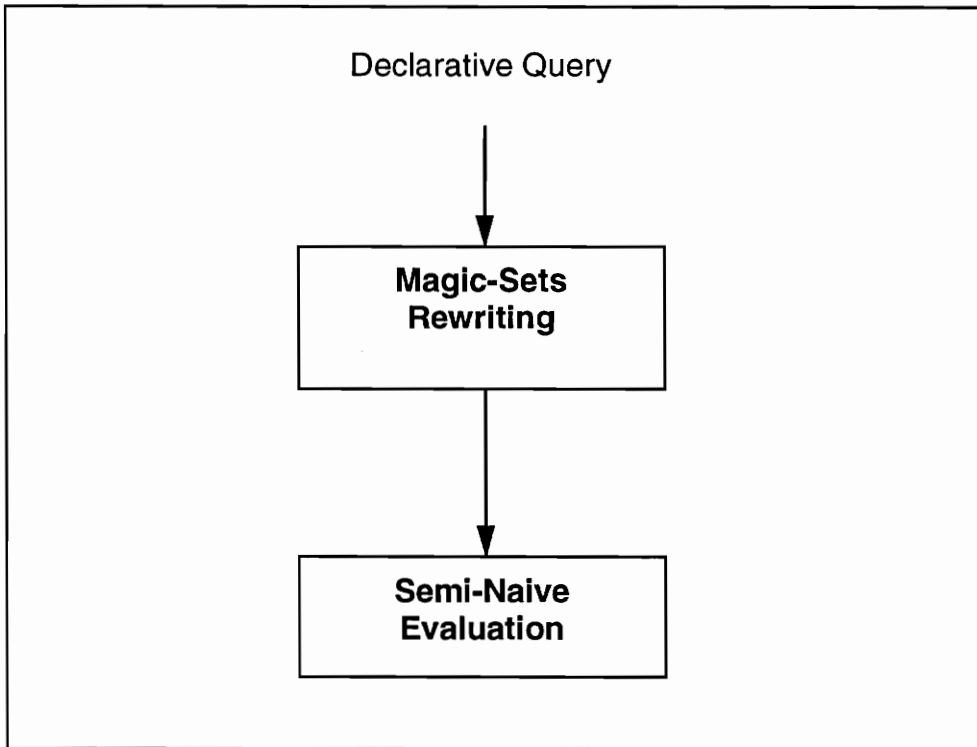 Declarative Query
Magic-Sets
Rewriting
Semi-Naive
Evaluation